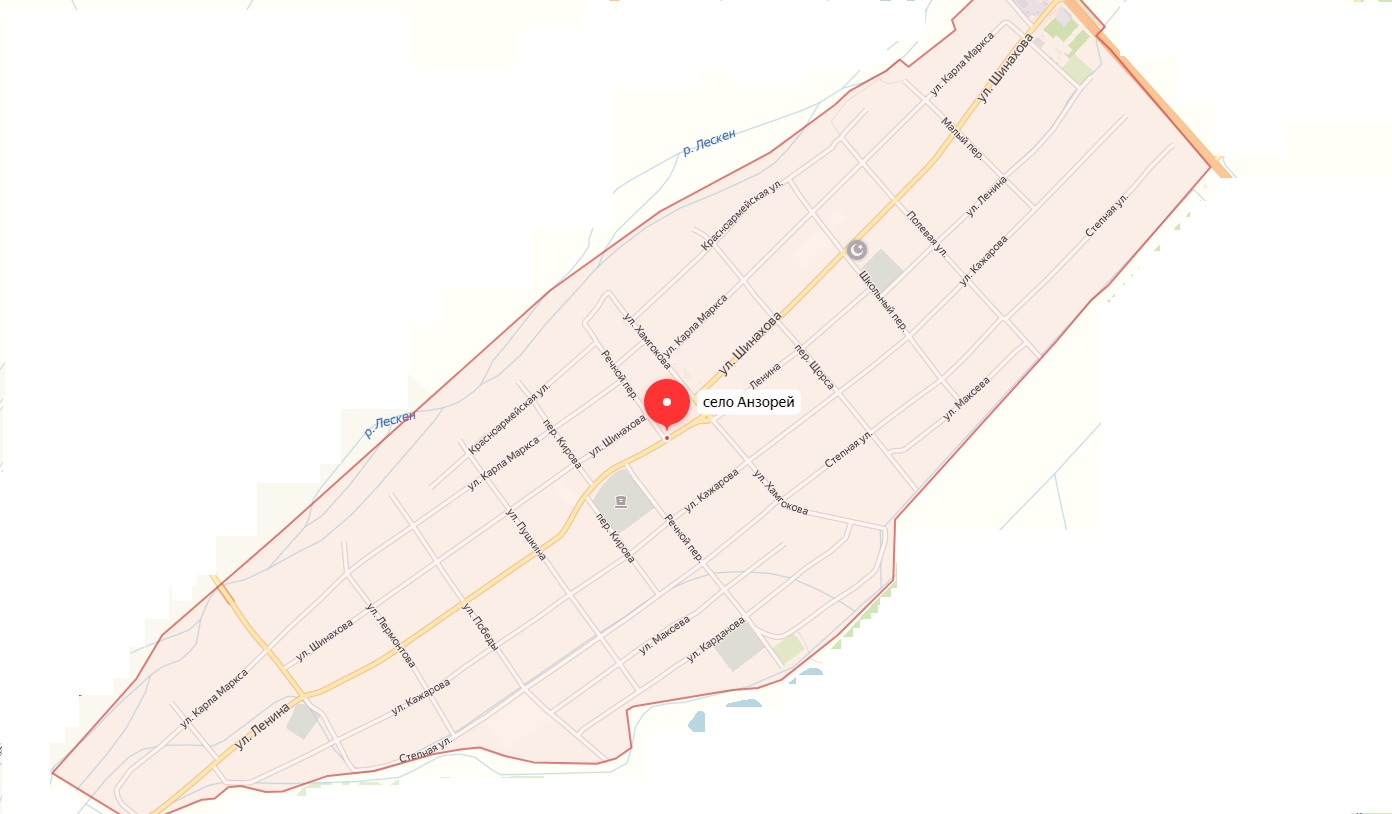 ул. Карла Маркса
ул. Шинахова
Малый пер.
р. Лескен
Красноармейская ул.
ул. Ленина
Степная ул.
Полевая ул.
ул. Кажарова
Школьный пер.
ул. Карла Маркса
ул. Хамгокова
ул. Шинахова
пер. Щорса
Речной пер.
Ленина
ул. Максева
село Анзорей
Красноармейская ул.
р. Лескен
пер. Кирова
ул. Шинахова
ул. Карла Маркса
Степная ул.
ул. Кажарова
ул. Хамгокова
ул. Пушкина
пер. Кирова
Речной пер.
ул. Лермонтова
ул. Победы
ул. Шинахова
ул. Максева
ул. Карданова
ул. Карла Маркса
ул. Кажарова
ул. Ленина
Степная ул.